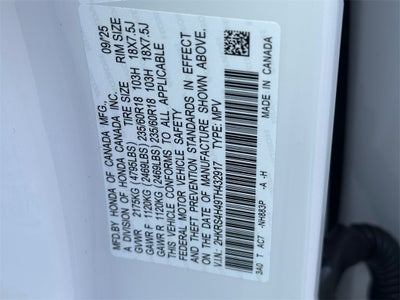 MFD.BY HONDA OF CANADA MFG., 09/25
A DIVISION OF HONDA CANADA INC. RIM SIZE
GVWR 2175KG (4795LBS)
GAWR F 1120KG (2469LBS) 235/60R18 103H 18X7.5J
GAWR R 1120KG (2469LBS) 235/60R18 103H 18X7.5J
THIS VEHICLE CONFORMS TO ALL APPLICABLE
FEDERAL MOTOR VEHICLE SAFETY
AND THEFT PREVENTION STANDARDS IN EFFECT
ON THE DATE OF MANUFACTURE SHOWN ABOVE.
V.I.N.: 2HKRS4H49TH432917 TYPE: MPV
3A0 T ACY -NH883P -A -H
MADE IN CANADA